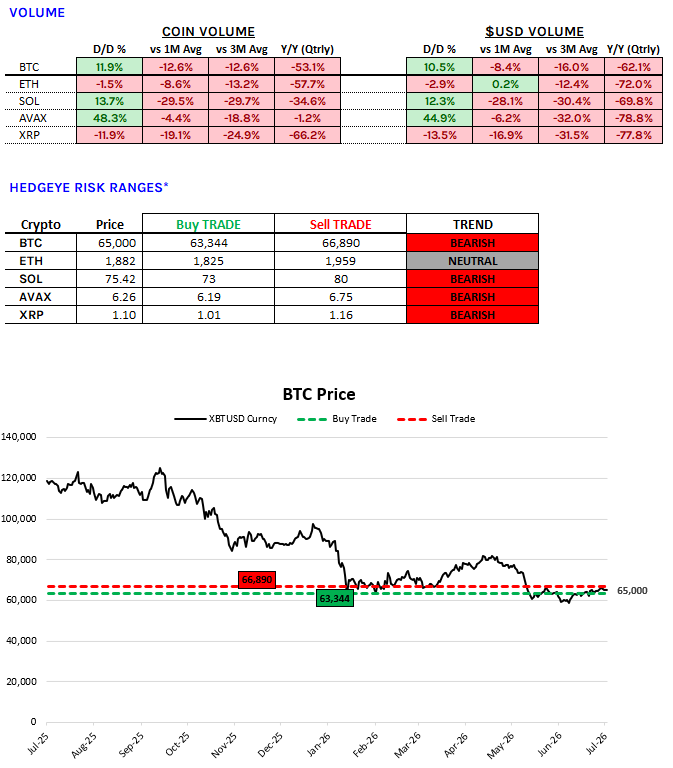 VOLUME
COIN VOLUME $USD VOLUME
D/D % vs 1M Avg vs 3M Avg Y/Y (Qtrly) D/D % vs 1M Avg vs 3M Avg Y/Y (Qtrly)
BTC 11.9% -12.6% -12.6% -53.1% 10.5% -8.4% -16.0% -62.1%
ETH -1.5% -8.6% -13.2% -57.7% -2.9% 0.2% -12.4% -72.0%
SOL 13.7% -29.5% -29.7% -34.6% 12.3% -28.1% -30.4% -69.8%
AVAX 48.3% -4.4% -18.8% -1.2% 44.9% -6.2% -32.0% -78.8%
XRP -11.9% -19.1% -24.9% -66.2% -13.5% -16.9% -31.5% -77.8%
HEDGEYE RISK RANGES*
Crypto Price Buy TRADE Sell TRADE TREND
BTC 65,000 63,344 66,890 BEARISH
ETH 1,882 1,825 1,959 NEUTRAL
SOL 75.42 73 80 BEARISH
AVAX 6.26 6.19 6.75 BEARISH
XRP 1.10 1.01 1.16 BEARISH
BTC Price
XBTUSD Curncy Buy Trade Sell Trade
140,000
120,000
100,000
80,000
66,890
65,000
63,344
60,000
40,000
20,000
0
Jul-25 Aug-25 Sep-25 Oct-25 Nov-25 Dec-25 Jan-26 Feb-26 Mar-26 Apr-26 May-26 Jun-26 Jul-26